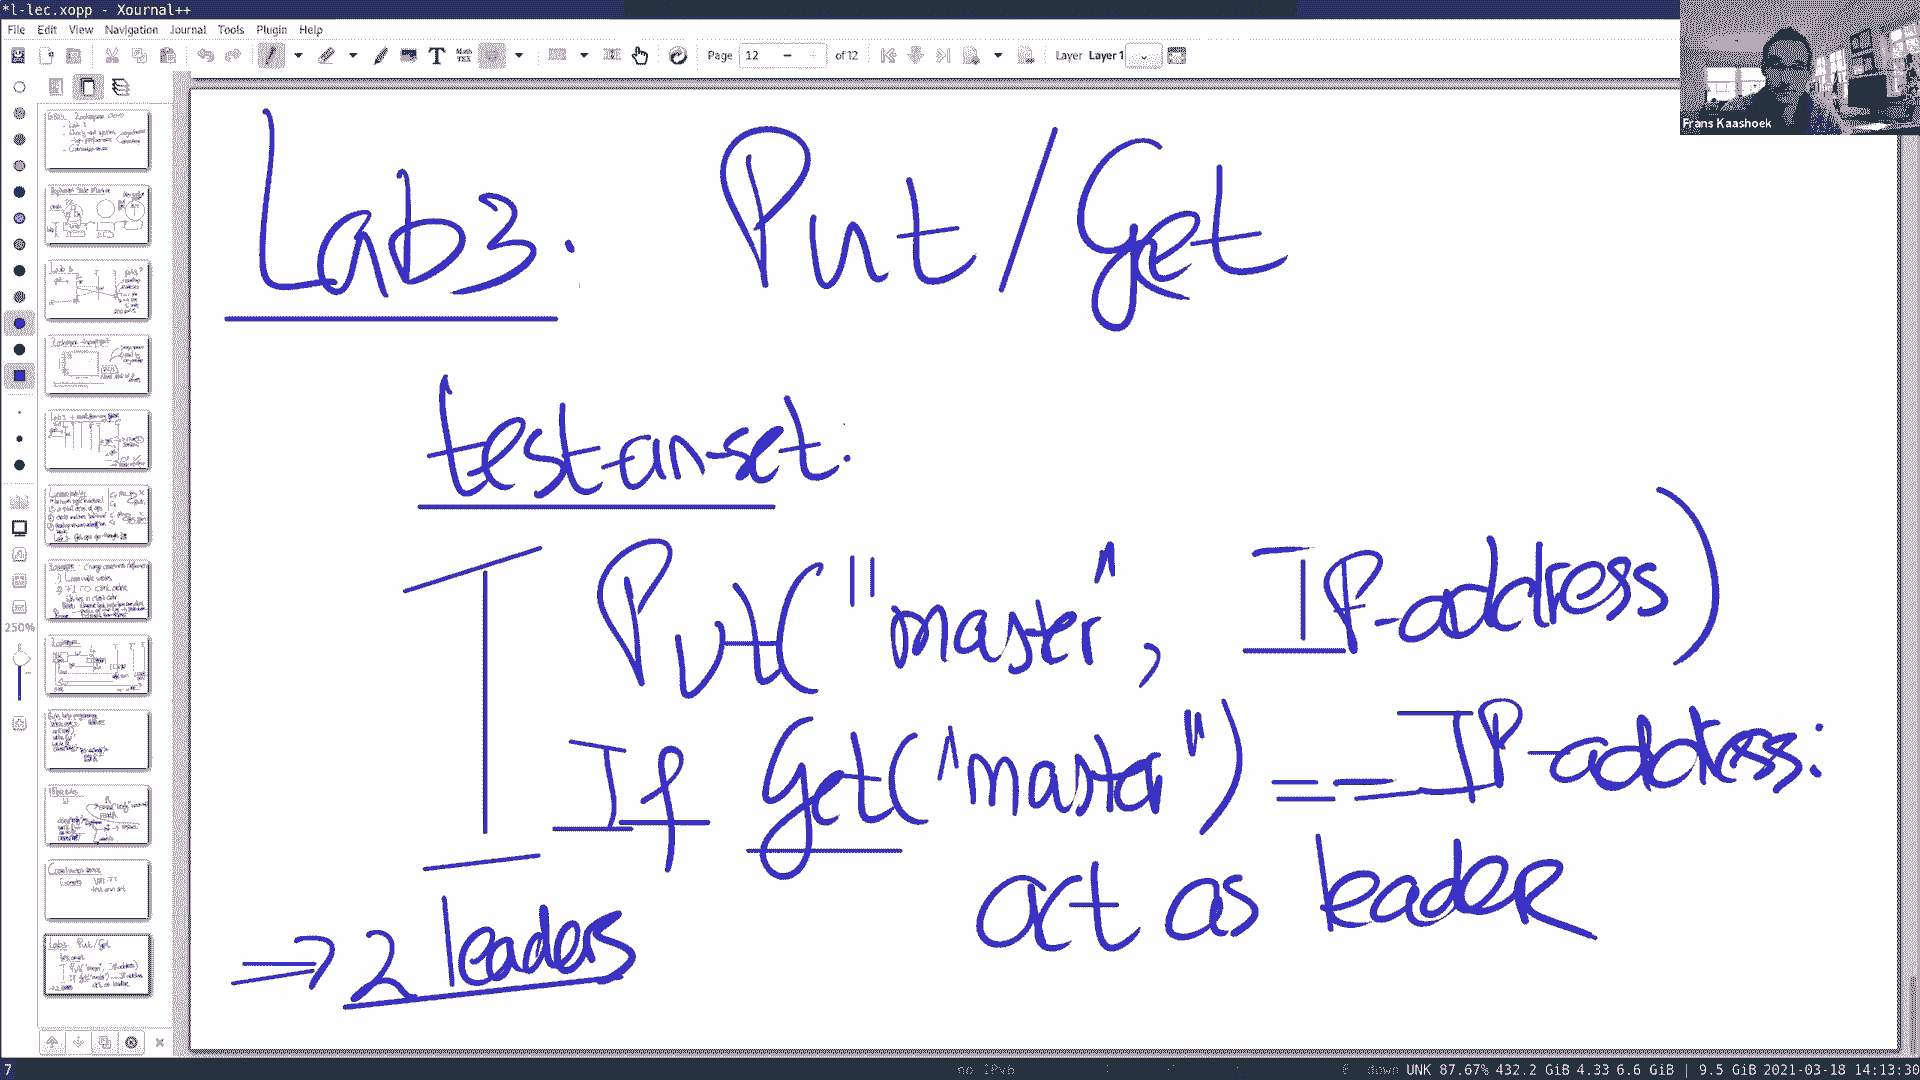 *l-lec.xopp - Xournal++
File Edit View Navigation Journal Tools Plugin Help
Page 12 of 12 Layer Layer 1
Frans Kaashoek
Lab3. Put/Get
test-an-set.
Put("master", IP-address)
If Get("master") == IP-address:
act as leader
→ 2 leaders
250%
7 no IPv6 down UNK 87.67% 432.2 GiB 4.33 6.6 GiB | 9.5 GiB 2021-03-18 14:13:30